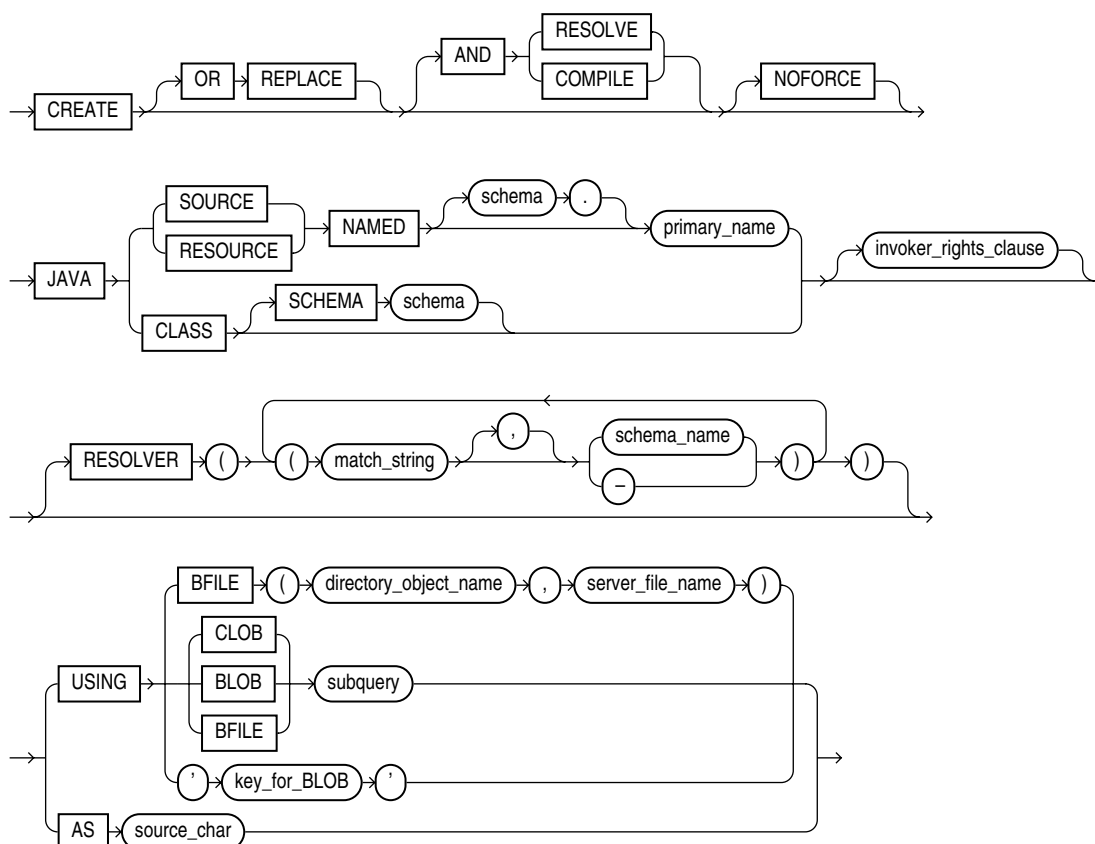 RESOLVE
AND
OR REPLACE COMPILE NOFORCE
CREATE
SOURCE schema .
NAMED
RESOURCE primary_name invoker_rights_clause
JAVA
SCHEMA schema
CLASS
, schema_name
RESOLVER ( ( match_string ) )
–
BFILE ( directory_object_name , server_file_name )
CLOB
USING BLOB subquery
BFILE
' key_for_BLOB '
AS source_char